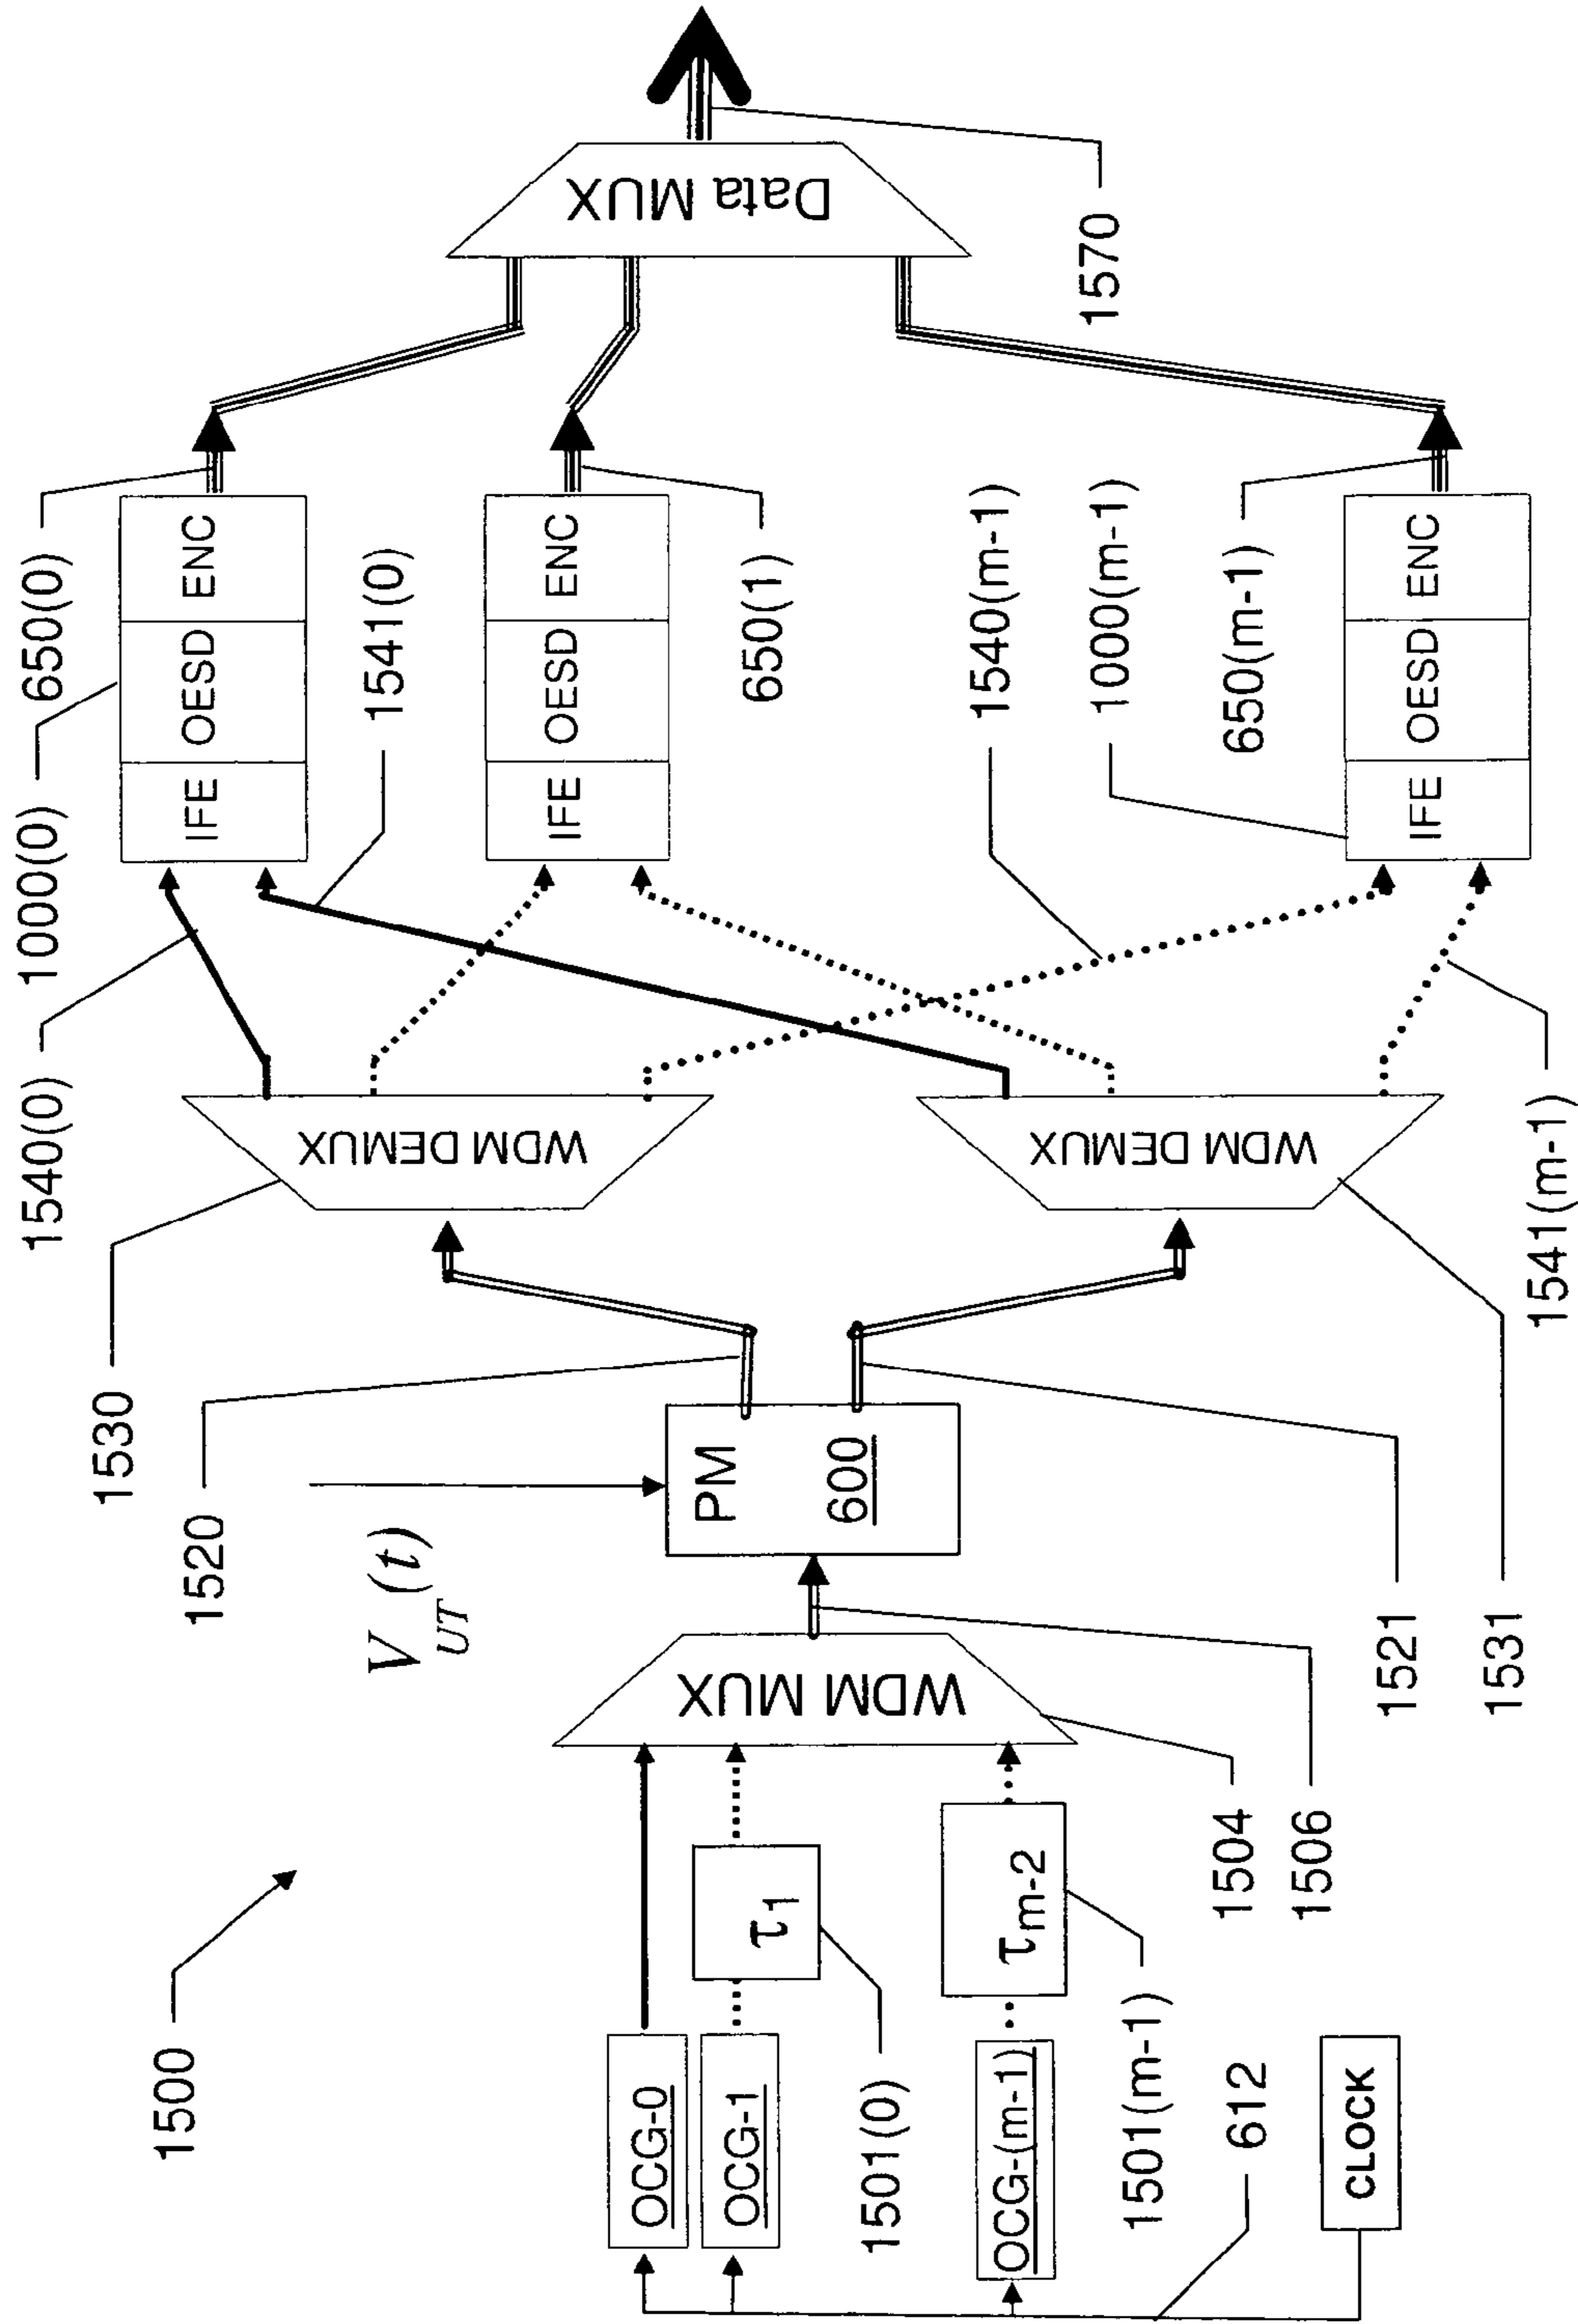 1500
OCG-0
OCG-1
OCG-(m-1)
CLOCK
612
τ1
τm-2
1501(0)
1501(m-1)
WDM MUX
1504
1506
V_UT(t)
PM
600
1520
1521
1530
1531
WDM DEMUX
WDM DEMUX
1540(0)
1541(0)
1540(m-1)
1541(m-1)
1000(0)
IFE OESD ENC
650(0)
IFE OESD ENC
650(1)
1000(m-1)
IFE OESD ENC
650(m-1)
Data MUX
1570